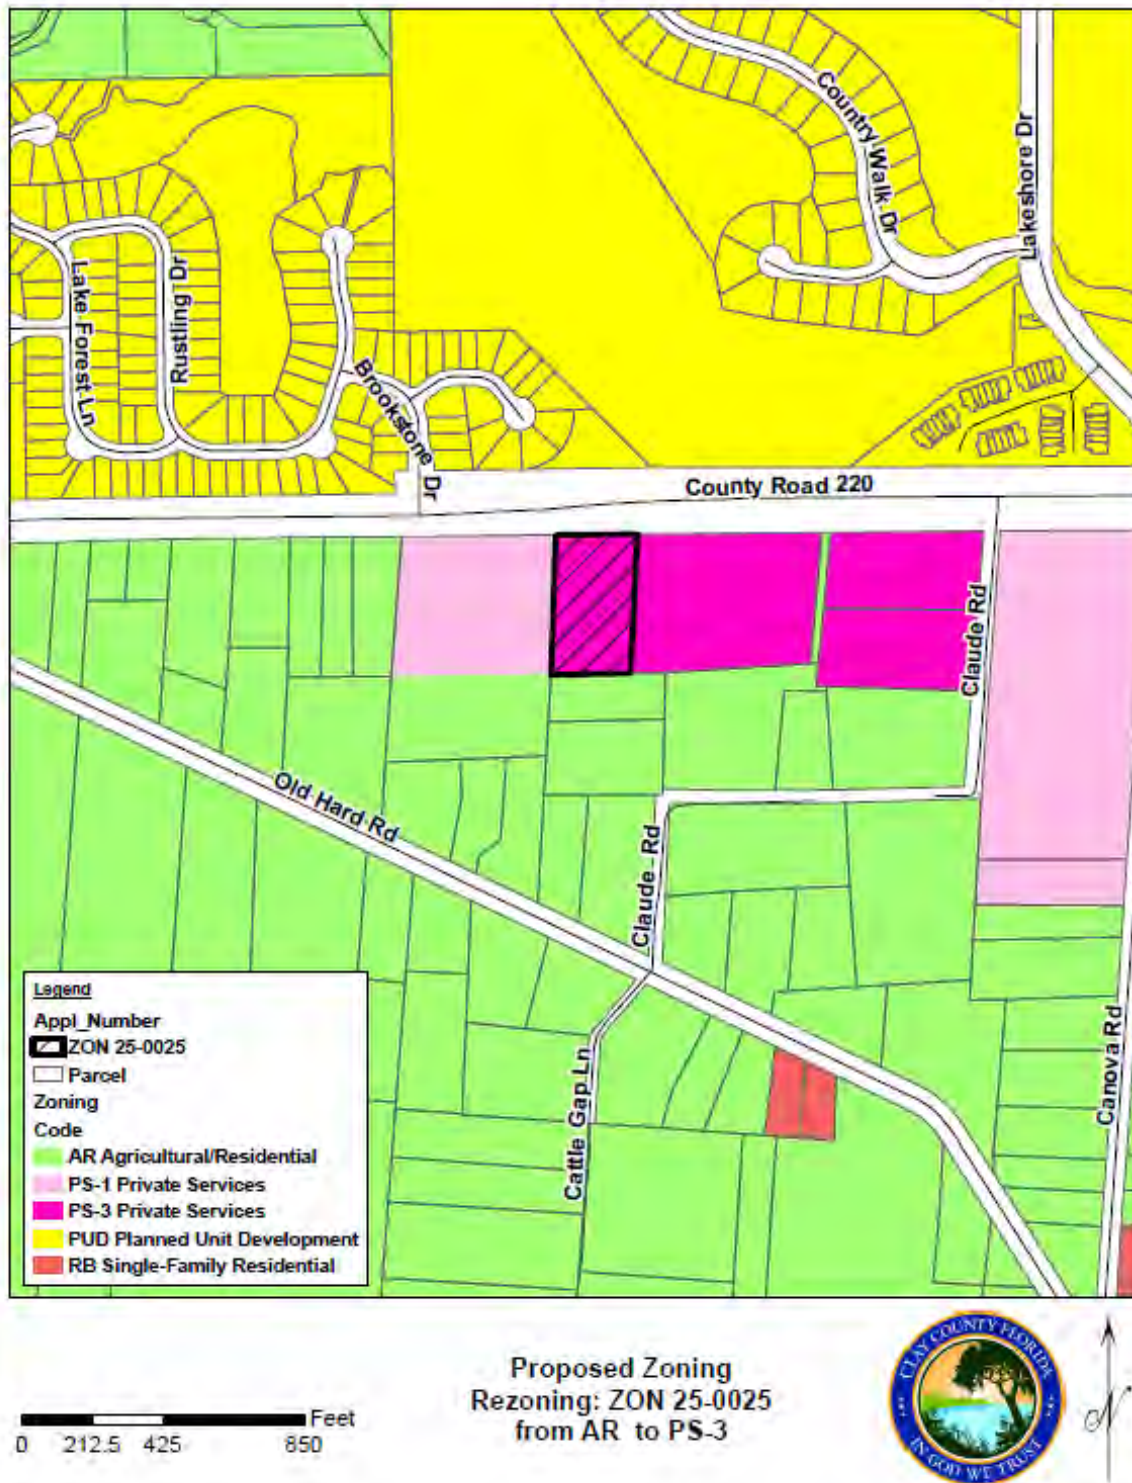 Country Walk Dr
Lakeshore Dr
Lake Forest Ln
Rustling Dr
Brookstone Dr
County Road 220
Claude Rd
Old Hard Rd
Claude Rd
Cattle Gap Ln
Canova Rd
Legend
Appl_Number
ZON 25-0025
Parcel
Zoning
Code
AR Agricultural/Residential
PS-1 Private Services
PS-3 Private Services
PUD Planned Unit Development
RB Single-Family Residential
Feet
0 212.5 425 850
Proposed Zoning
Rezoning: ZON 25-0025
from AR to PS-3
CLAY COUNTY FLORIDA
IN GOD WE TRUST
N